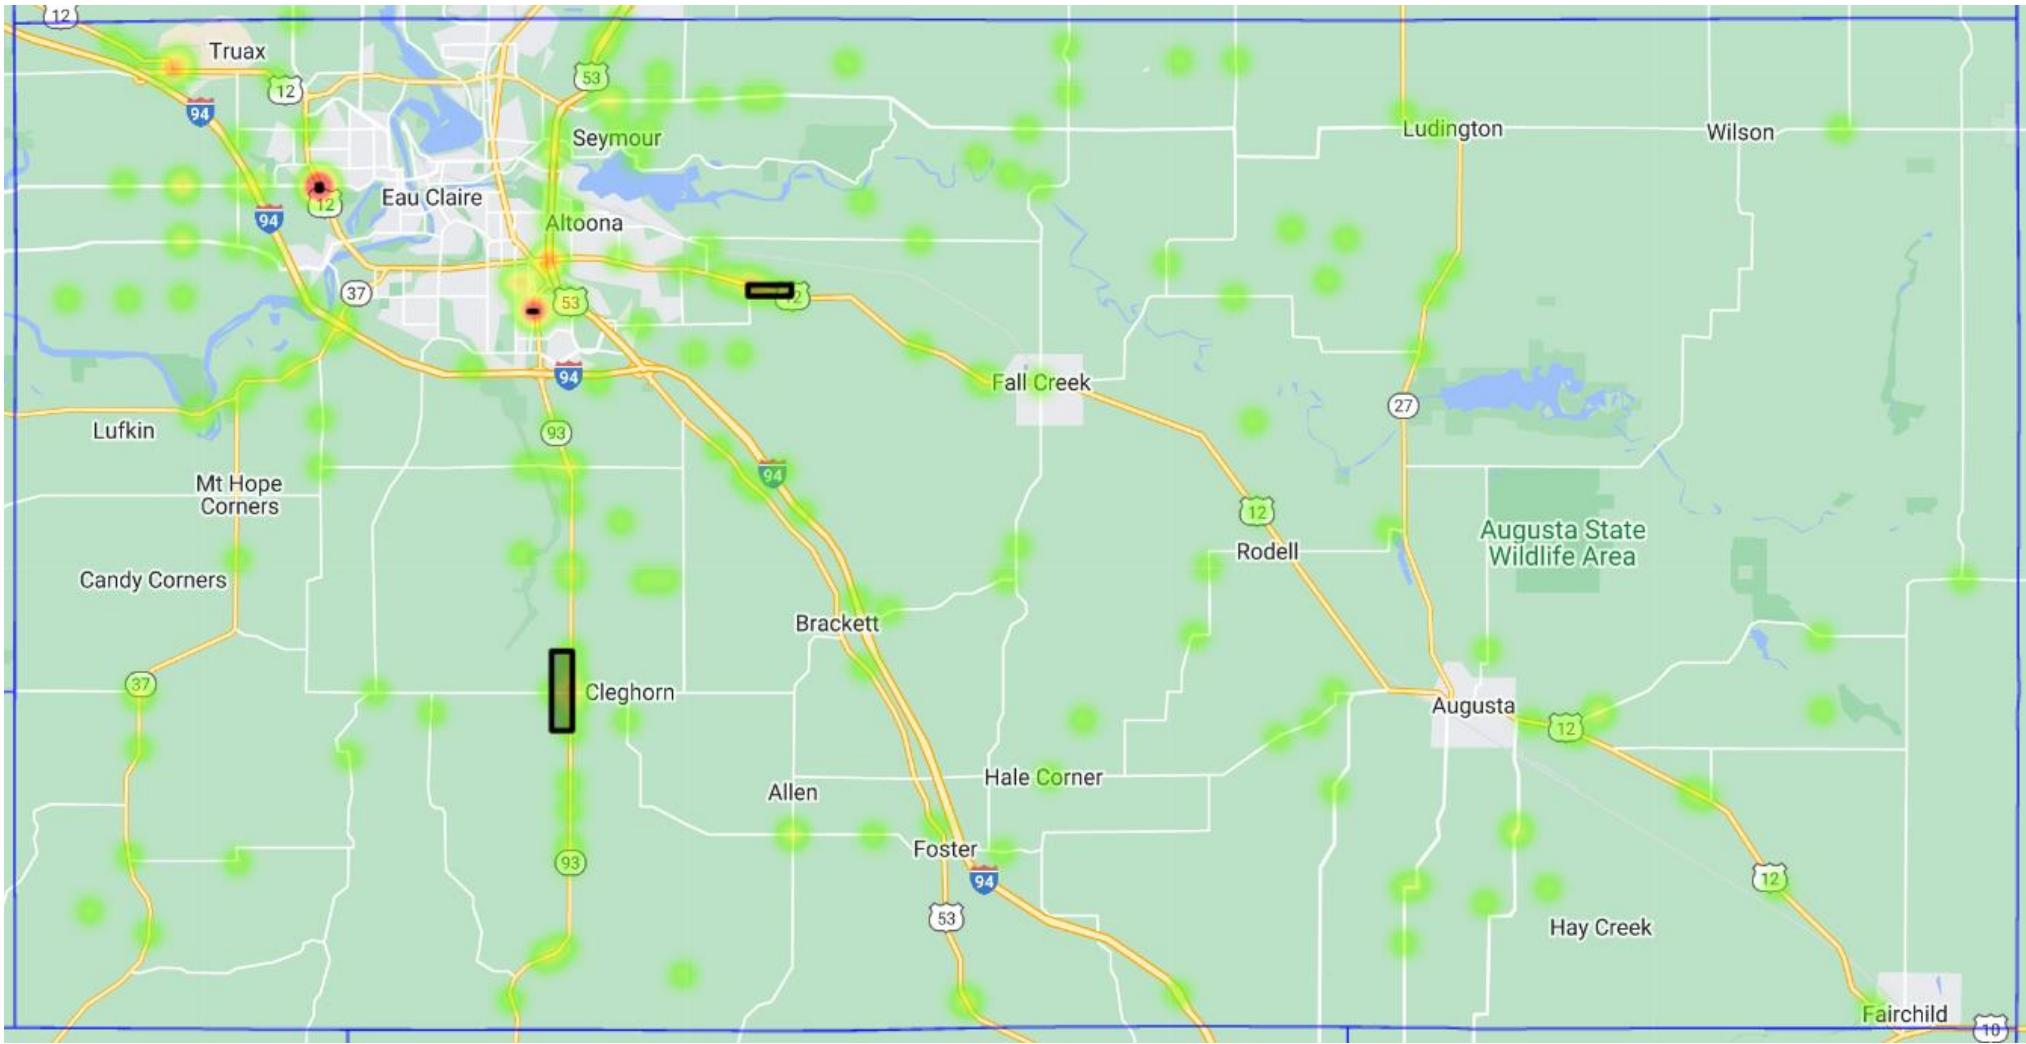 12
Truax
53
12
94
Seymour
Ludington
Wilson
Eau Claire
12
94
Altoona
37
53
12
94
Fall Creek
27
Lufkin
93
94
Mt Hope
Corners
12
Augusta State
Wildlife Area
Rodell
Candy Corners
Brackett
37
Cleghorn
Augusta
12
Hale Corner
Allen
Foster
93
94
12
53
Hay Creek
Fairchild
10